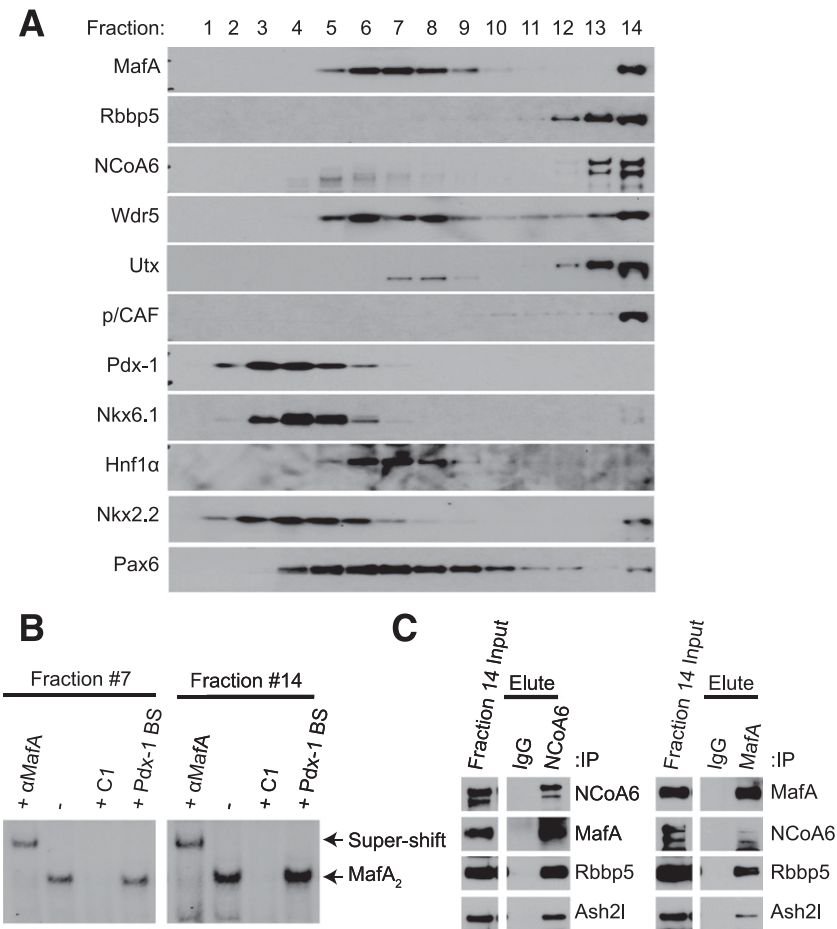 A
Fraction: 1 2 3 4 5 6 7 8 9 10 11 12 13 14
MafA
Rbbp5
NCoA6
Wdr5
Utx
p/CAF
Pdx-1
Nkx6.1
Hnf1α
Nkx2.2
Pax6
B
Fraction #7
Fraction #14
+ αMafA
-
+ C1
+ Pdx-1 BS
+ αMafA
-
+ C1
+ Pdx-1 BS
Super-shift
MafA2
C
Fraction 14 Input
Elute
IgG
NCoA6
:IP
NCoA6
MafA
Rbbp5
Ash2l
Fraction 14 Input
Elute
IgG
MafA
:IP
MafA
NCoA6
Rbbp5
Ash2l